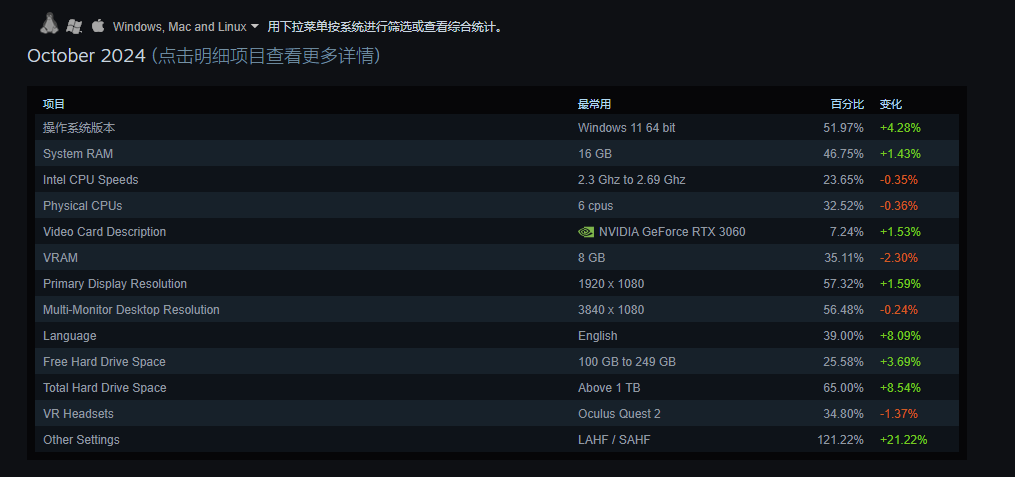 Windows, Mac and Linux 用下拉菜单按系统进行筛选或查看综合统计。
October 2024 (点击明细项目查看更多详情)
项目 最常用 百分比 变化
操作系统版本 Windows 11 64 bit 51.97% +4.28%
System RAM 16 GB 46.75% +1.43%
Intel CPU Speeds 2.3 Ghz to 2.69 Ghz 23.65% -0.35%
Physical CPUs 6 cpus 32.52% -0.36%
Video Card Description NVIDIA GeForce RTX 3060 7.24% +1.53%
VRAM 8 GB 35.11% -2.30%
Primary Display Resolution 1920 x 1080 57.32% +1.59%
Multi-Monitor Desktop Resolution 3840 x 1080 56.48% -0.24%
Language English 39.00% +8.09%
Free Hard Drive Space 100 GB to 249 GB 25.58% +3.69%
Total Hard Drive Space Above 1 TB 65.00% +8.54%
VR Headsets Oculus Quest 2 34.80% -1.37%
Other Settings LAHF / SAHF 121.22% +21.22%